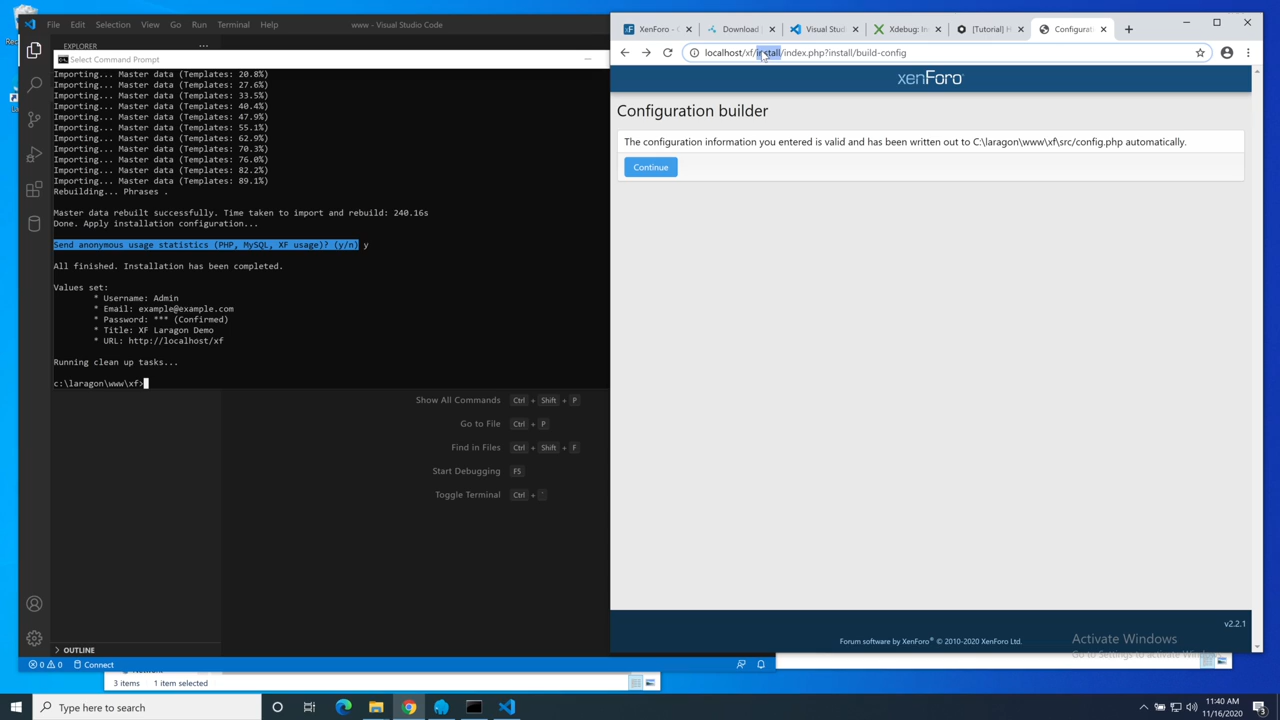 File Edit Selection View Go Run Terminal Help
www - Visual Studio Code
EXPLORER ...
Select Command Prompt
Importing... Master data (Templates: 20.8%)
Importing... Master data (Templates: 27.6%)
Importing... Master data (Templates: 33.5%)
Importing... Master data (Templates: 40.4%)
Importing... Master data (Templates: 47.9%)
Importing... Master data (Templates: 55.1%)
Importing... Master data (Templates: 62.9%)
Importing... Master data (Templates: 70.3%)
Importing... Master data (Templates: 76.0%)
Importing... Master data (Templates: 82.2%)
Importing... Master data (Templates: 89.1%)
Rebuilding... Phrases .
Master data rebuilt successfully. Time taken to import and rebuild: 240.16s
Done. Apply installation configuration...
Send anonymous usage statistics (PHP, MySQL, XF usage)? (y/n) y
All finished. Installation has been completed.
Values set:
* Username: Admin
* Email: example@example.com
* Password: *** (Confirmed)
* Title: XF Laragon Demo
* URL: http://localhost/xf
Running clean up tasks...
c:\laragon\www\xf>
Show All Commands Ctrl + Shift + P
Go to File Ctrl + P
Find in Files Ctrl + Shift + F
Start Debugging F5
Toggle Terminal Ctrl + `
OUTLINE
0 0 Connect
3 items 1 item selected
XenForo - C
Download
Visual Stud
Xdebug: In
[Tutorial] H
Configurat
localhost/xf/install/index.php?install/build-config
xenForo
Configuration builder
The configuration information you entered is valid and has been written out to C:\laragon\www\xf\src/config.php automatically.
Continue
v2.2.1
Forum software by XenForo® © 2010-2020 XenForo Ltd.
Activate Windows
Go to Settings to activate Windows.
Type here to search
11:40 AM
11/16/2020
3